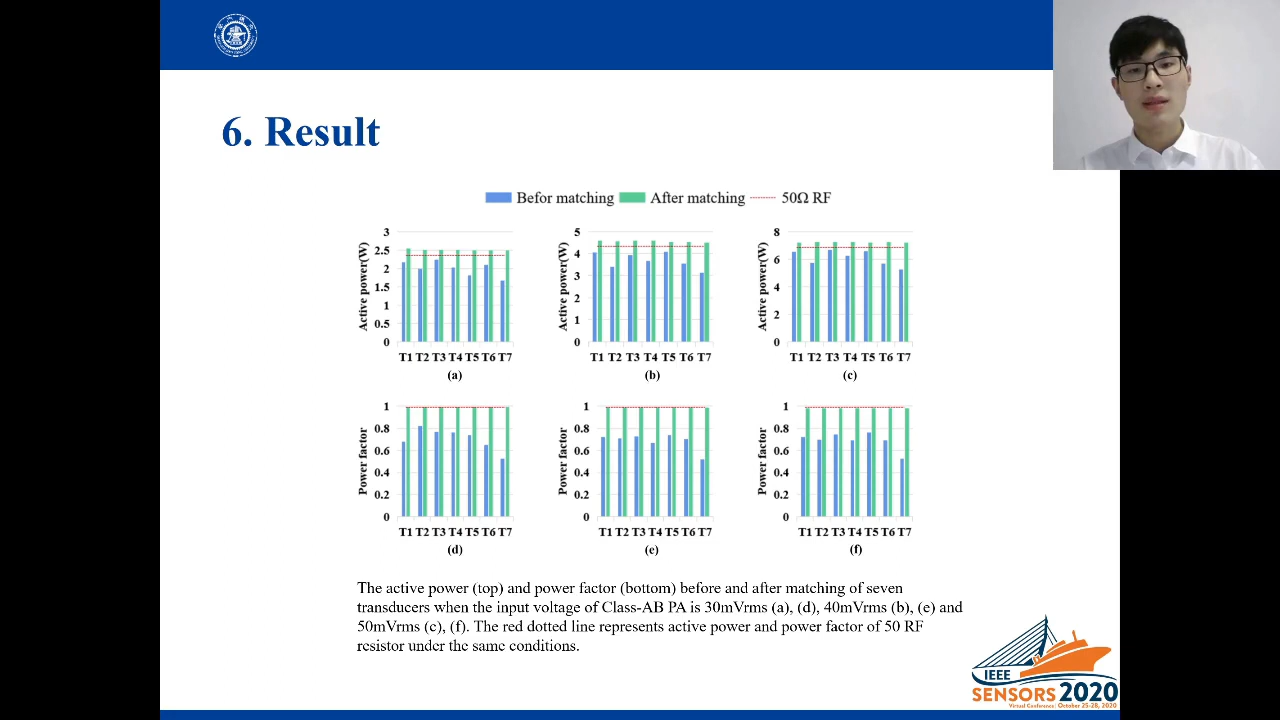 6. Result
Befor matching After matching 50Ω RF
3
2.5
2
1.5
1
0.5
0
Active power(W)
T1 T2 T3 T4 T5 T6 T7
(a)
5
4
3
2
1
0
Active power(W)
T1 T2 T3 T4 T5 T6 T7
(b)
8
6
4
2
0
Active power(W)
T1 T2 T3 T4 T5 T6 T7
(c)
1
0.8
0.6
0.4
0.2
0
Power factor
T1 T2 T3 T4 T5 T6 T7
(d)
1
0.8
0.6
0.4
0.2
0
Power factor
T1 T2 T3 T4 T5 T6 T7
(e)
1
0.8
0.6
0.4
0.2
0
Power factor
T1 T2 T3 T4 T5 T6 T7
(f)
The active power (top) and power factor (bottom) before and after matching of seven
transducers when the input voltage of Class-AB PA is 30mVrms (a), (d), 40mVrms (b), (e) and
50mVrms (c), (f). The red dotted line represents active power and power factor of 50 RF
resistor under the same conditions.
IEEE
SENSORS 2020
Virtual Conference: October 25-28, 2020